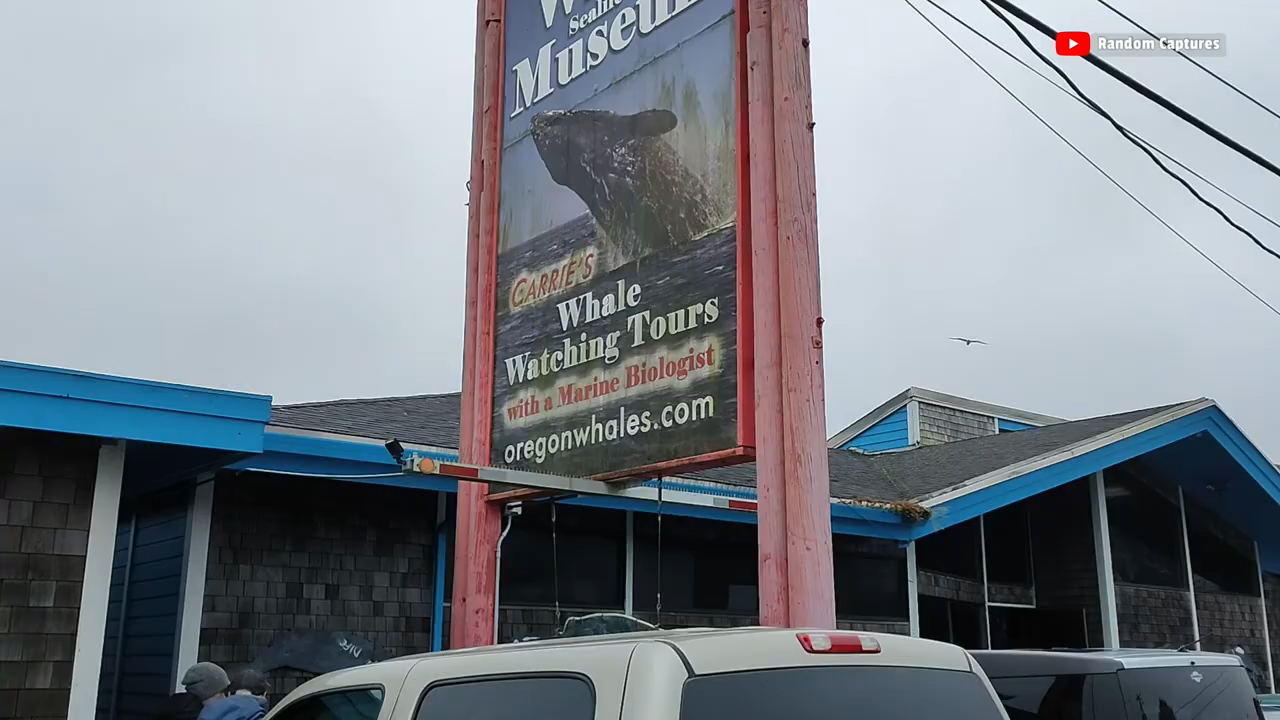 Random Captures
Museum
CARRIE'S
Whale
Watching Tours
with a Marine Biologist
oregonwhales.com